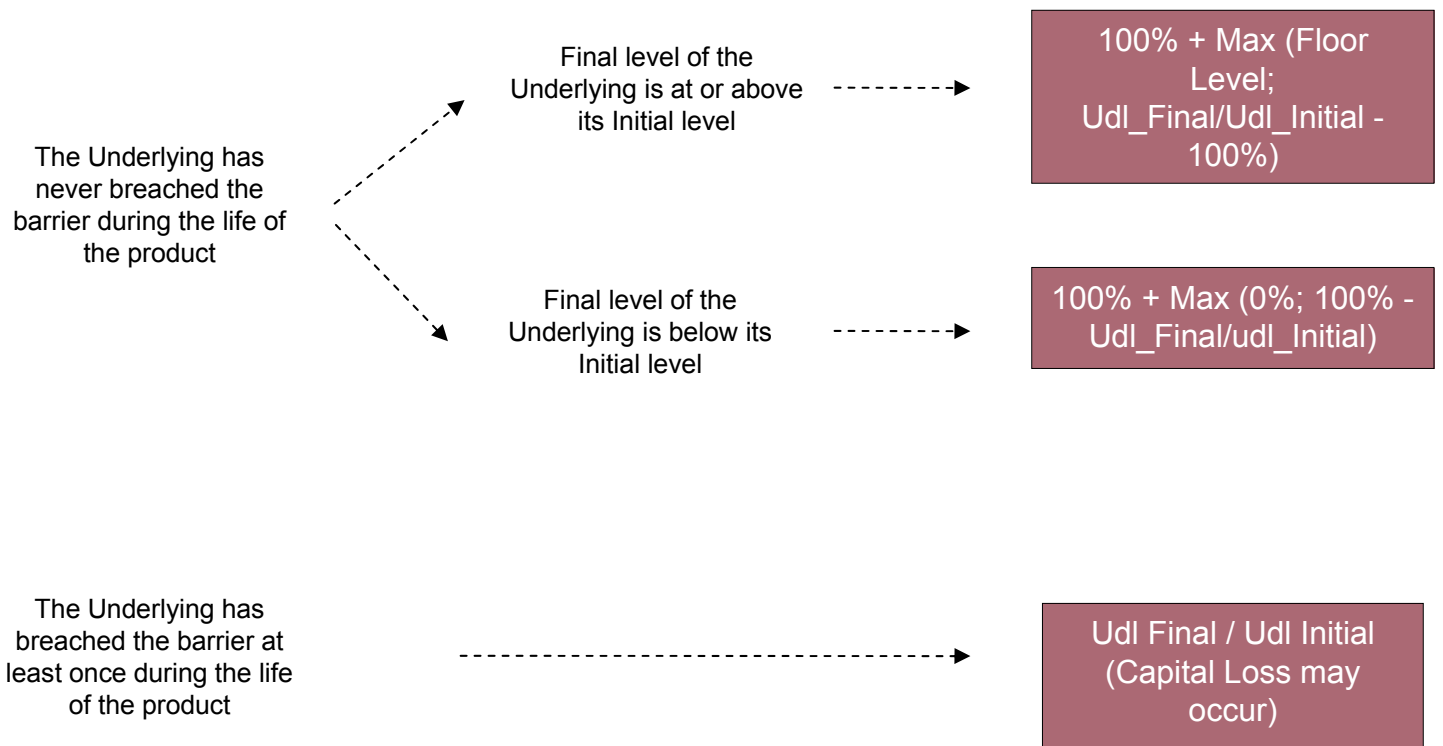 The Underlying has
never breached the
barrier during the life of
the product
Final level of the
Underlying is at or above
its Initial level
100% + Max (Floor
Level;
Udl_Final/Udl_Initial -
100%)
Final level of the
Underlying is below its
Initial level
100% + Max (0%; 100% -
Udl_Final/udl_Initial)
The Underlying has
breached the barrier at
least once during the life
of the product
Udl Final / Udl Initial
(Capital Loss may
occur)